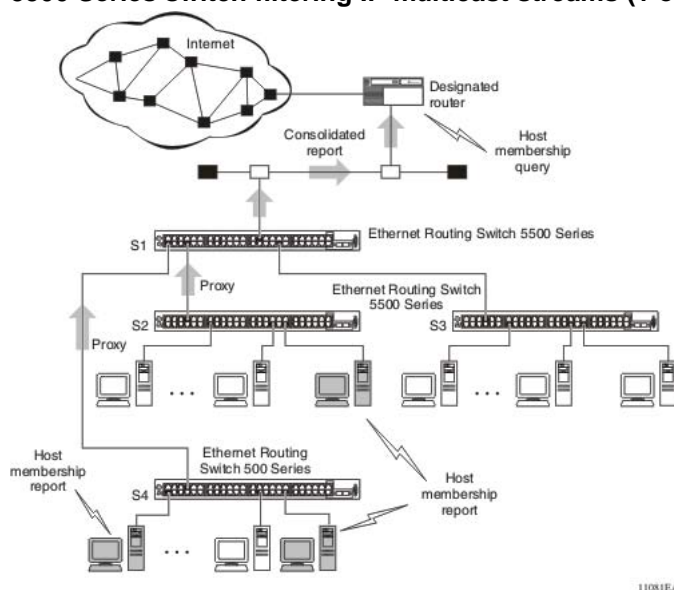 5500 Series switch filtering IP multicast streams (1
Internet
Designated
router
Consolidated
report
Host
membership
query
S1
Ethernet Routing Switch 5500 Series
Proxy
Ethernet Routing Switch
5500 Series
S2
S3
Proxy
Host
membership
report
Ethernet Routing
Switch 500 Series
S4
Host
membership
report